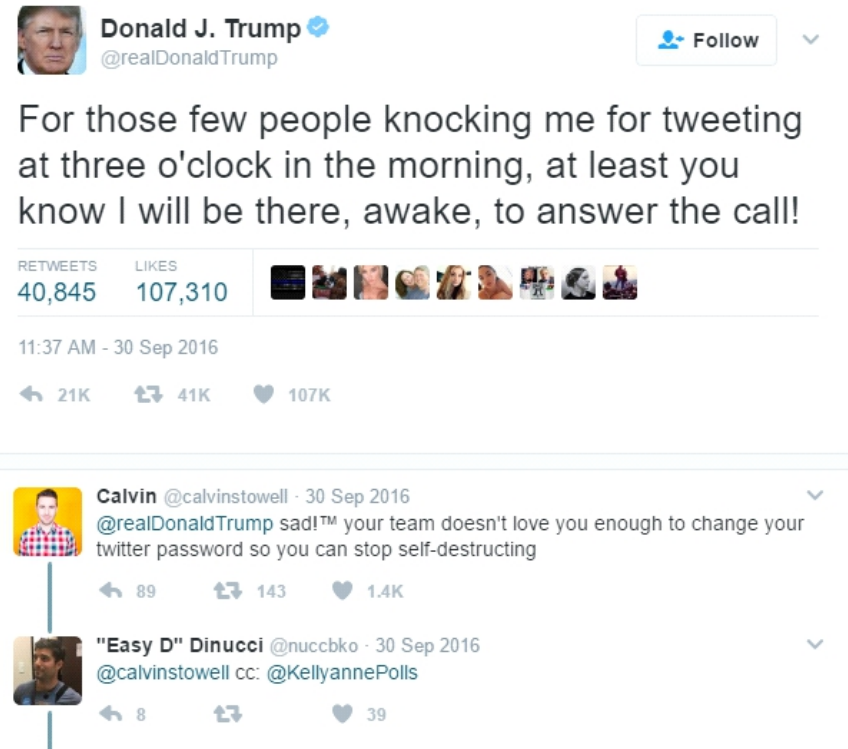 Donald J. Trump
@realDonaldTrump
Follow
For those few people knocking me for tweeting
at three o'clock in the morning, at least you
know I will be there, awake, to answer the call!
RETWEETS LIKES
40,845 107,310
11:37 AM - 30 Sep 2016
21K 41K 107K
Calvin @calvinstowell · 30 Sep 2016
@realDonaldTrump sad!™ your team doesn't love you enough to change your
twitter password so you can stop self-destructing
89 143 1.4K
"Easy D" Dinucci @nuccbko · 30 Sep 2016
@calvinstowell cc: @KellyannePolls
8 39